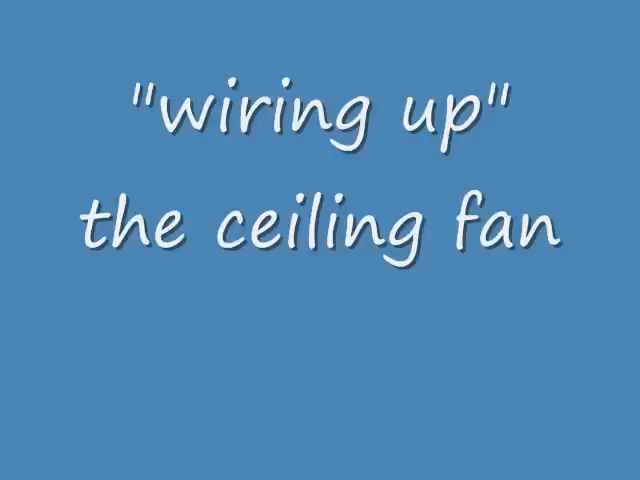 "wiring up"
the ceiling fan